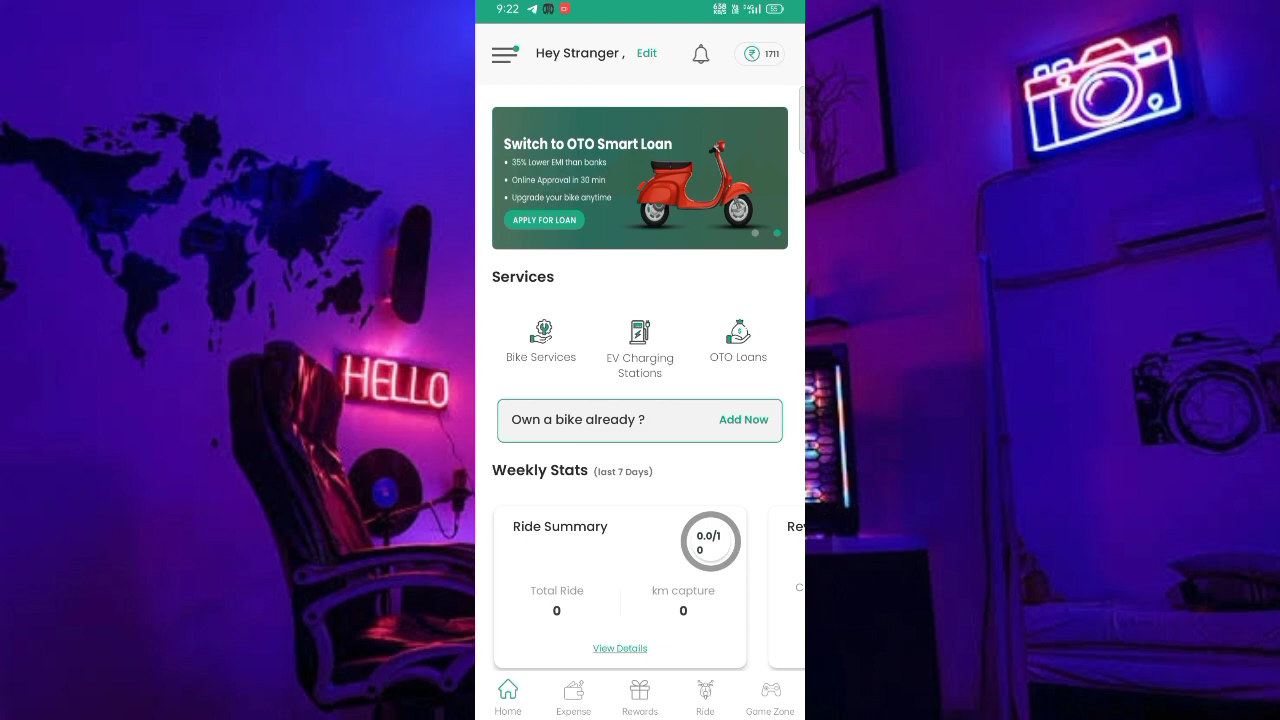 9:22
638 KB/S
55
Hey Stranger , Edit
1711
Switch to OTO Smart Loan
• 35% Lower EMI than banks
• Online Approval in 30 min
• Upgrade your bike anytime
APPLY FOR LOAN
Services
Bike Services
EV Charging
Stations
OTO Loans
Own a bike already ? Add Now
Weekly Stats (last 7 Days)
Ride Summary
0.0/1
0
Total Ride
0
km capture
0
View Details
Home
Expense
Rewards
Ride
Game Zone
HELLO